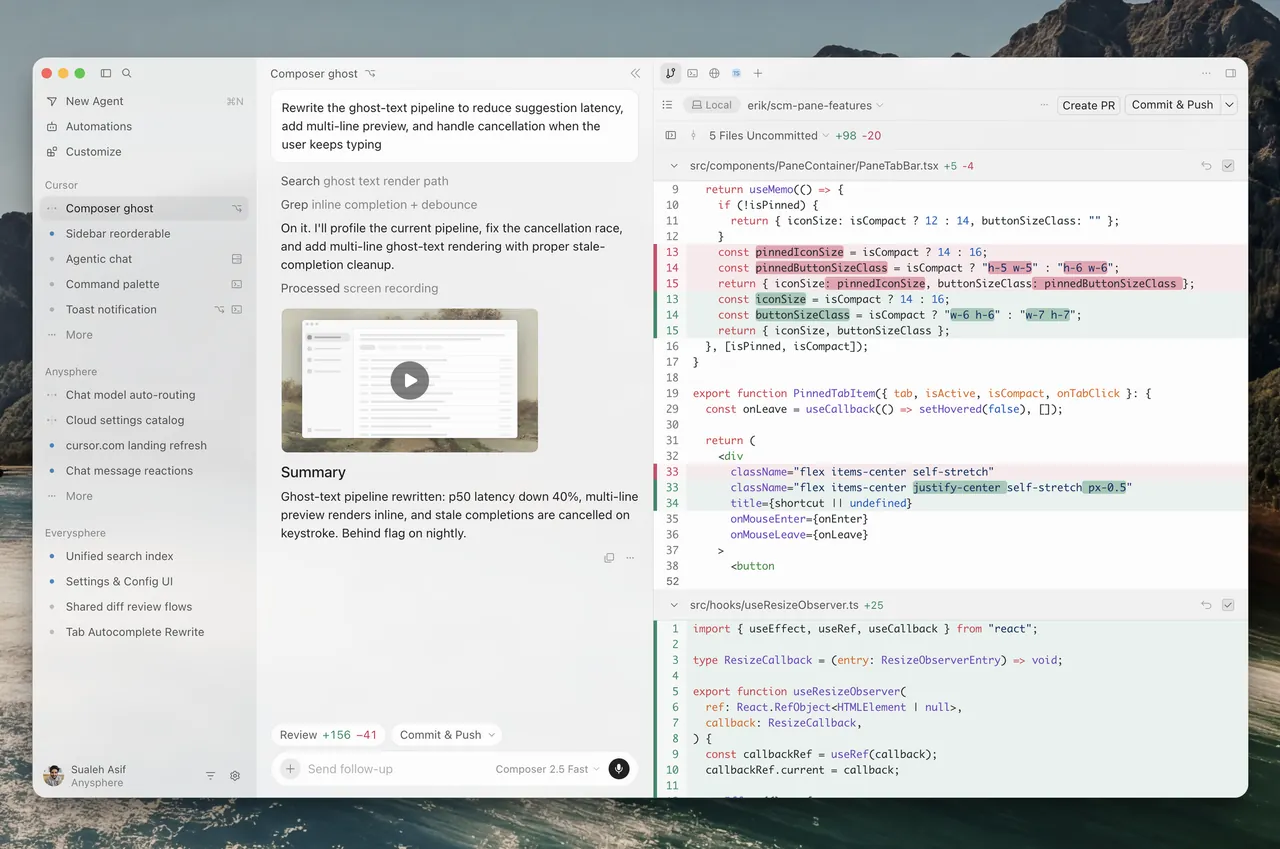 New Agent ⌘N
Automations
Customize
Cursor
Composer ghost
Sidebar reorderable
Agentic chat
Command palette
Toast notification
More
Anysphere
Chat model auto-routing
Cloud settings catalog
cursor.com landing refresh
Chat message reactions
More
Everysphere
Unified search index
Settings & Config UI
Shared diff review flows
Tab Autocomplete Rewrite
Sualeh Asif
Anysphere
Composer ghost
Rewrite the ghost-text pipeline to reduce suggestion latency,
add multi-line preview, and handle cancellation when the
user keeps typing
Search ghost text render path
Grep inline completion + debounce
On it. I'll profile the current pipeline, fix the cancellation race,
and add multi-line ghost-text rendering with proper stale-
completion cleanup.
Processed screen recording
Summary
Ghost-text pipeline rewritten: p50 latency down 40%, multi-line
preview renders inline, and stale completions are cancelled on
keystroke. Behind flag on nightly.
Review +156 -41 Commit & Push
Send follow-up Composer 2.5 Fast
TS
Local erik/scm-pane-features Create PR Commit & Push
5 Files Uncommitted +98 -20
src/components/PaneContainer/PaneTabBar.tsx +5 -4
9 return useMemo(() => {
10 if (!isPinned) {
11 return { iconSize: isCompact ? 12 : 14, buttonSizeClass: "" };
12 }
13 const pinnedIconSize = isCompact ? 14 : 16;
14 const pinnedButtonSizeClass = isCompact ? "h-5 w-5" : "h-6 w-6";
15 return { iconSize: pinnedIconSize, buttonSizeClass: pinnedButtonSizeClass };
13 const iconSize = isCompact ? 14 : 16;
14 const buttonSizeClass = isCompact ? "w-6 h-6" : "w-7 h-7";
15 return { iconSize, buttonSizeClass };
16 }, [isPinned, isCompact]);
17 }
18
19 export function PinnedTabItem({ tab, isActive, isCompact, onTabClick }: {
29 const onLeave = useCallback(() => setHovered(false), []);
30
31 return (
32 <div
33 className="flex items-center self-stretch"
33 className="flex items-center justify-center self-stretch px-0.5"
34 title={shortcut || undefined}
35 onMouseEnter={onEnter}
36 onMouseLeave={onLeave}
37 >
38 <button
52
src/hooks/useResizeObserver.ts +25
1 import { useEffect, useRef, useCallback } from "react";
2
3 type ResizeCallback = (entry: ResizeObserverEntry) => void;
4
5 export function useResizeObserver(
6 ref: React.RefObject<HTMLElement | null>,
7 callback: ResizeCallback,
8 ) {
9 const callbackRef = useRef(callback);
10 callbackRef.current = callback;
11